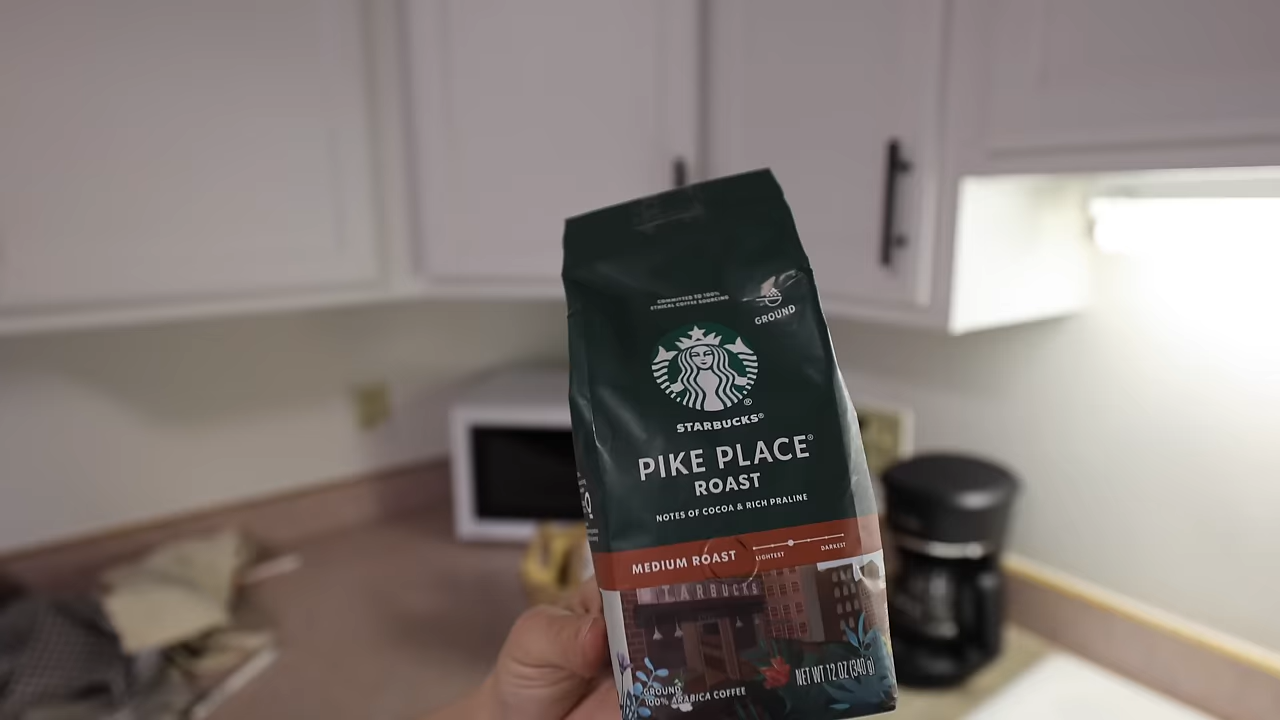 COMMITTED TO 100%
ETHICAL COFFEE SOURCING
GROUND
STARBUCKS®
PIKE PLACE®
ROAST
NOTES OF COCOA & RICH PRALINE
MEDIUM ROAST
LIGHTEST
DARKEST
STARBUCKS
GROUND
100% ARABICA COFFEE
NET WT 12 OZ (340 g)